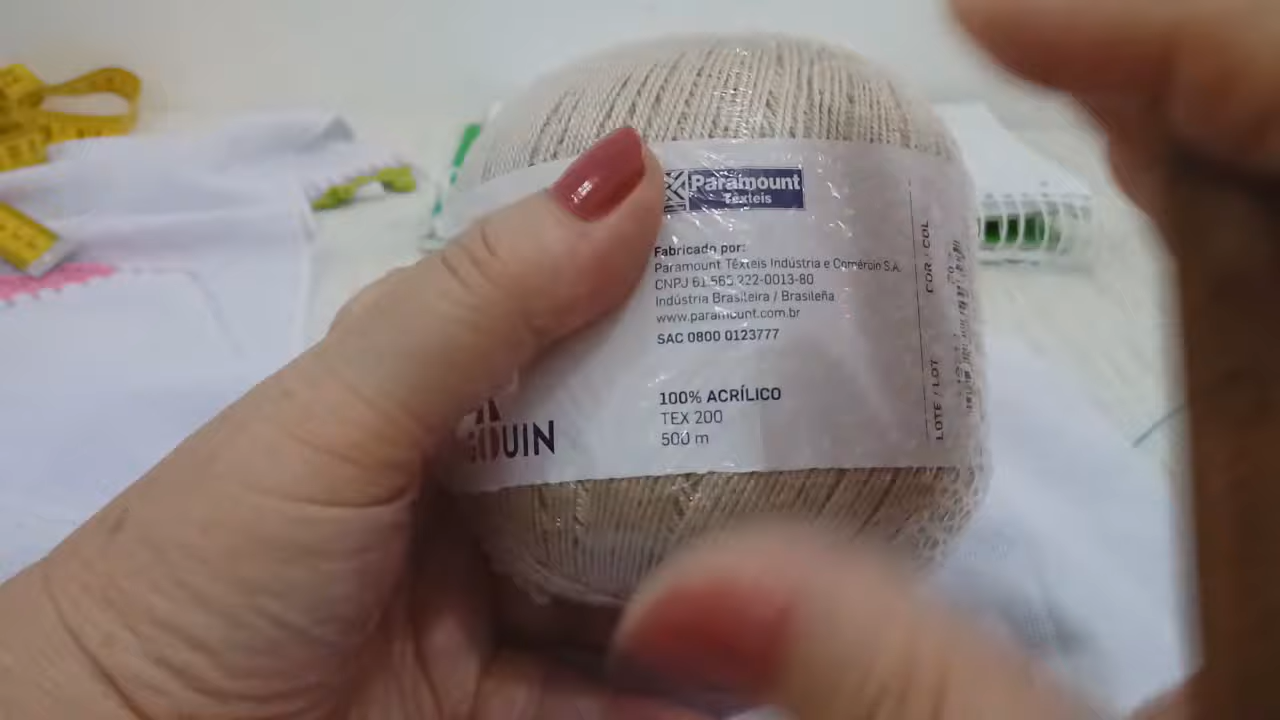 Paramount
Têxteis
Fabricado por:
Paramount Têxteis Indústria e Comércio S.A.
CNPJ 61.565.222-0013-80
Indústria Brasileira / Brasileña
www.paramount.com.br
SAC 0800 0123777
100% ACRÍLICO
TEX 200
500 m
COR / COL
LOTE / LOT